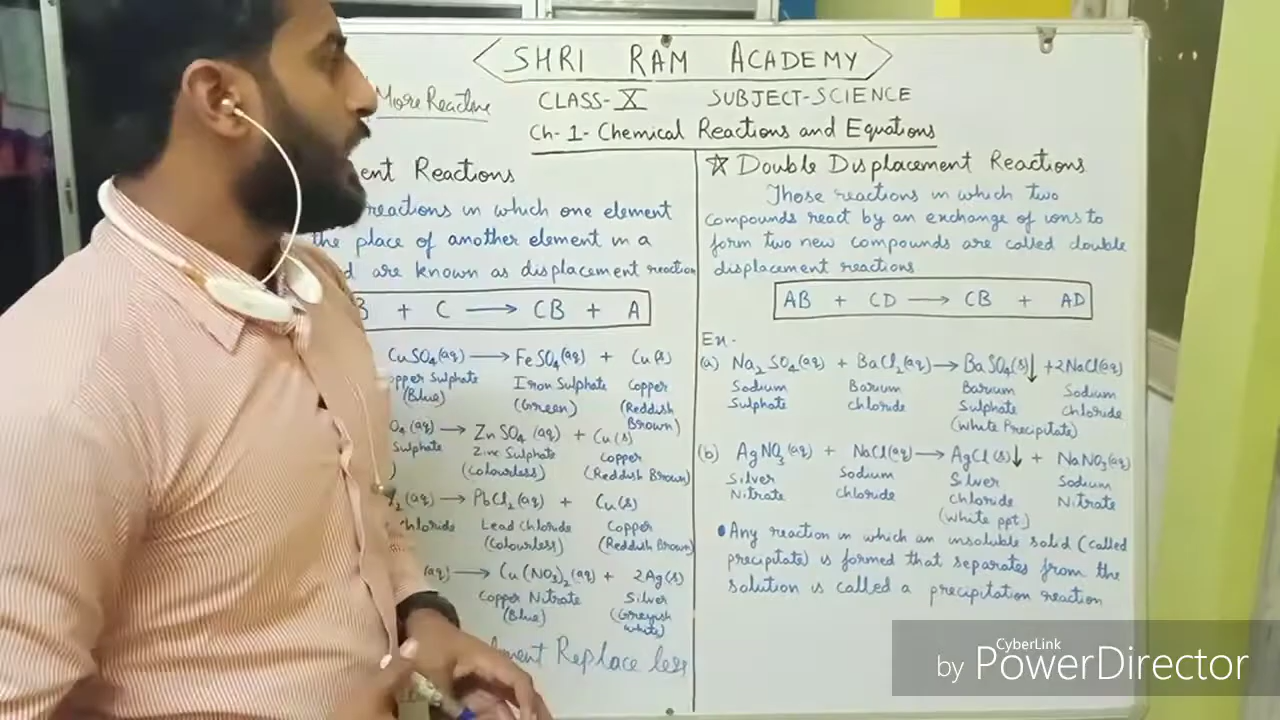 SHRI RAM ACADEMY
More Reactive
CLASS-X SUBJECT-SCIENCE
Ch-1-Chemical Reactions and Equations
ent Reactions
reactions in which one element
the place of another element in a
d are known as displacement reaction
B + C ⟶ CB + A
CuSO₄(aq) ⟶ FeSO₄(aq) + Cu(s)
opper Sulphate Iron Sulphate Copper
(Blue) (Green) (Reddish
Brown)
O₄(aq) ⟶ ZnSO₄(aq) + Cu(s)
Sulphate Zinc Sulphate copper
) (colourless) (Reddish Brown)
l₂(aq) ⟶ PbCl₂(aq) + Cu(s)
chloride Lead Chloride Copper
(Colourless) (Reddish Brown)
(aq) ⟶ Cu(NO₃)₂(aq) + 2Ag(s)
Copper Nitrate Silver
(Blue) (Greyish
white)
lement Replace less
☆ Double Displacement Reactions
Those reactions in which two
compounds react by an exchange of ions to
form two new compounds are called double
displacement reactions
AB + CD ⟶ CB + AD
Ex-
(a) Na₂SO₄(aq) + BaCl₂(aq) ⟶ BaSO₄(s)↓ + 2NaCl(aq)
Sodium Barium Barium Sodium
Sulphate chloride Sulphate chloride
(White Precipitate)
(b) AgNO₃(aq) + NaCl(aq) ⟶ AgCl(s)↓ + NaNO₃(aq)
Silver Sodium Silver Sodium
Nitrate chloride Chloride Nitrate
(white ppt.)
• Any reaction in which an insoluble solid (called
precipitate) is formed that separates from the
solution is called a precipitation reaction
CyberLink
by PowerDirector